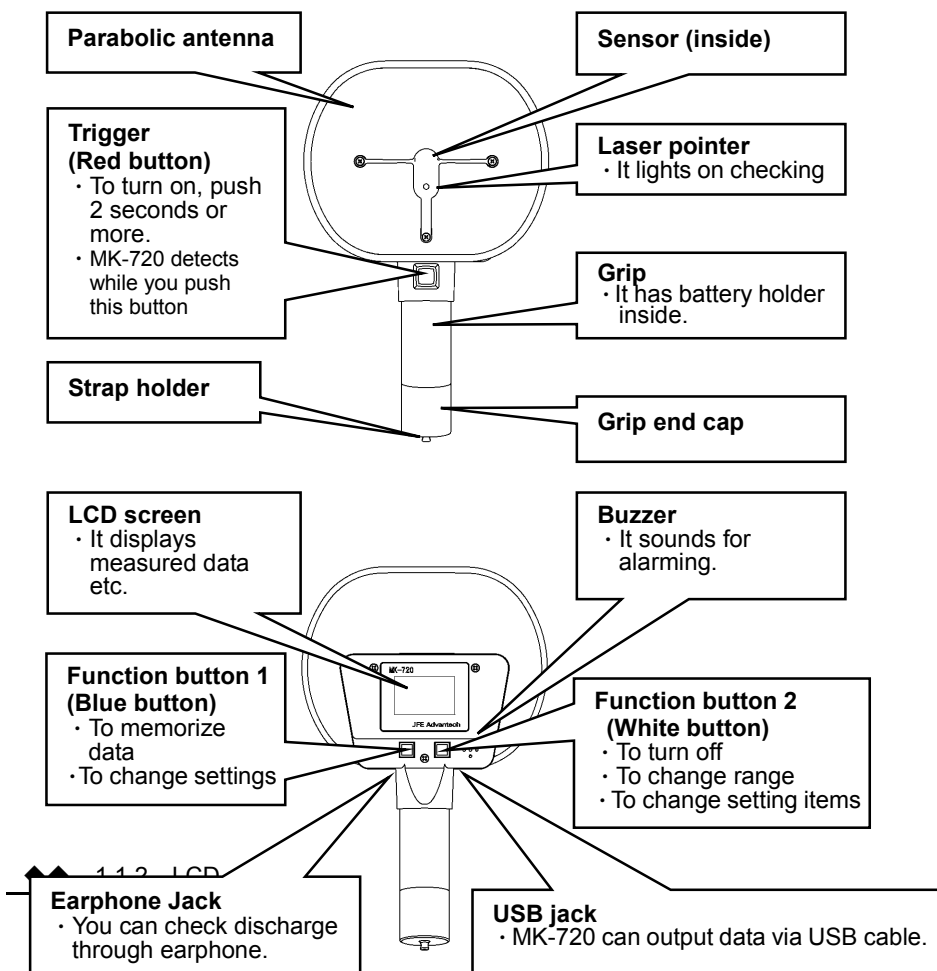 Parabolic antenna
Sensor (inside)
Trigger
(Red button)
・To turn on, push
2 seconds or
more.
・MK-720 detects
while you push
this button
Laser pointer
・It lights on checking
Grip
・It has battery holder
inside.
Strap holder
Grip end cap
LCD screen
・It displays
measured data
etc.
Buzzer
・It sounds for
alarming.
MK-720
JFE Advantech
Function button 1
(Blue button)
・To memorize
data
・To change settings
Function button 2
(White button)
・To turn off
・To change range
・To change setting items
◆◆ 1.1.2 LCD
Earphone Jack
・You can check discharge
through earphone.
USB jack
・MK-720 can output data via USB cable.